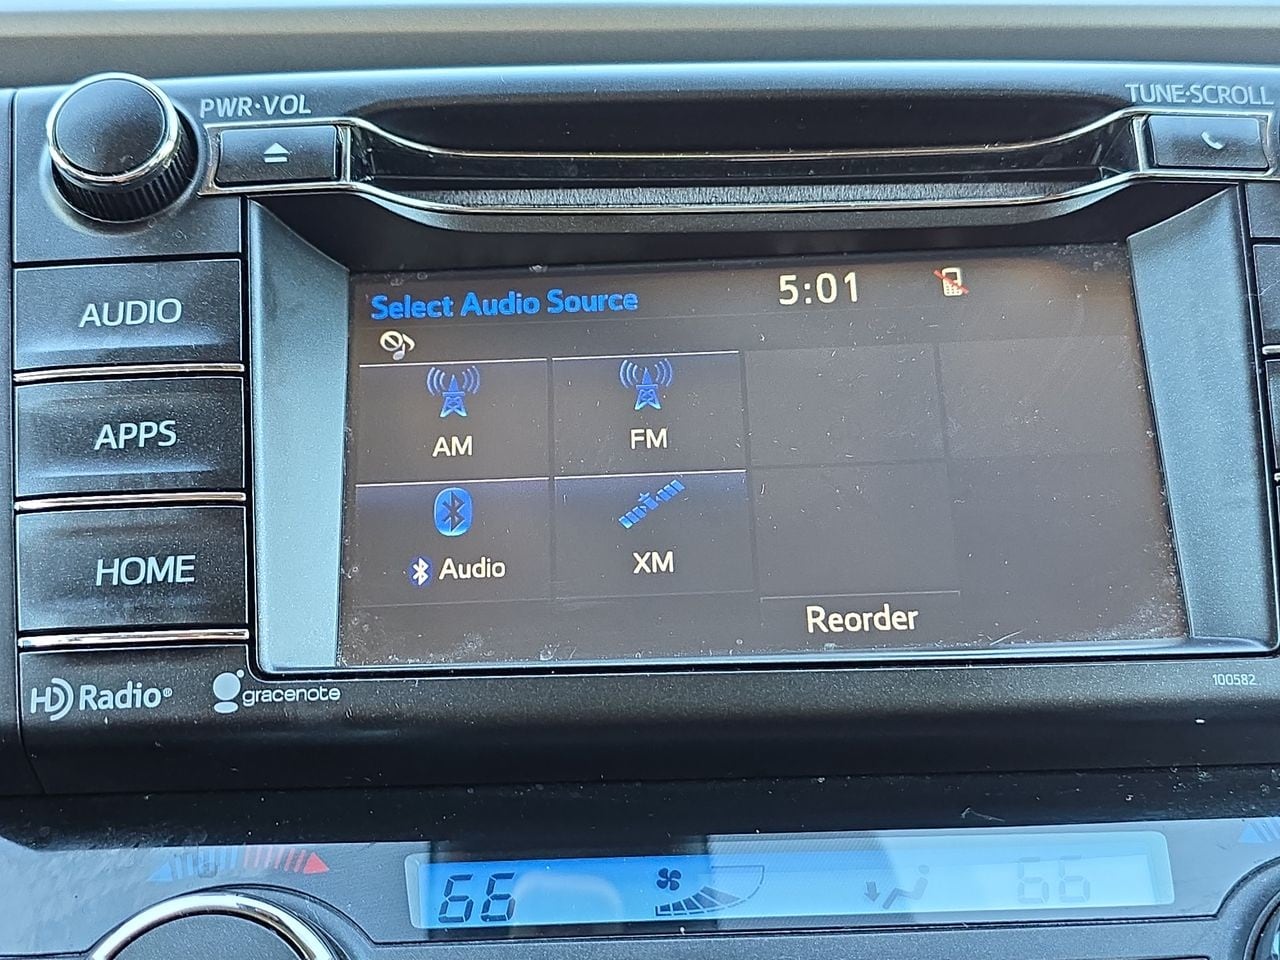 PWR·VOL
TUNE·SCROLL
Select Audio Source
5:01
AUDIO
AM
FM
APPS
Audio
XM
HOME
Reorder
HD Radio®
gracenote
100582
66
66